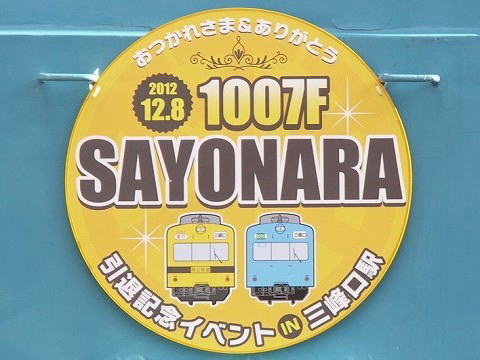 おつかれさま&ありがとう
2012
12.8
1007F
SAYONARA
引退記念イベント IN 三峰口駅